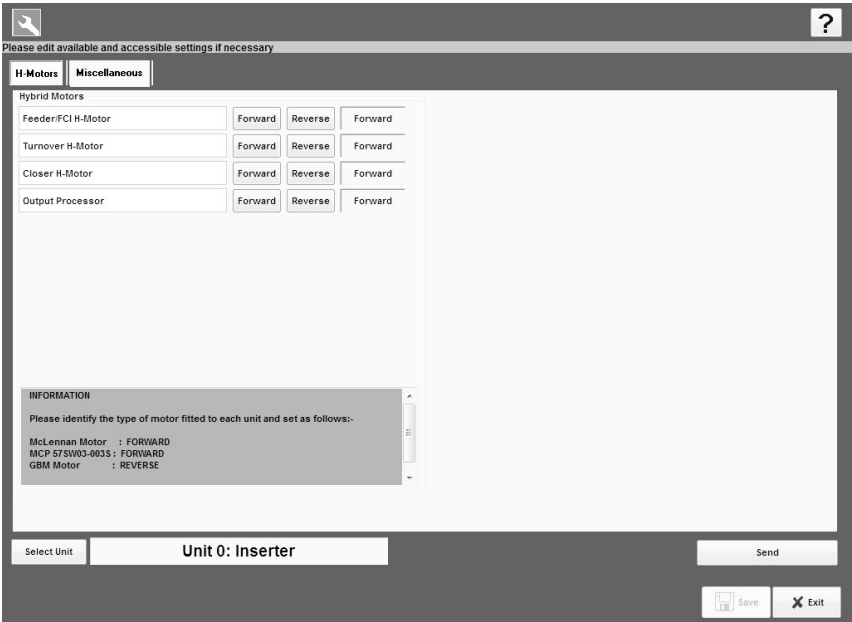 ?
Please edit available and accessible settings if necessary
H-Motors Miscellaneous
Hybrid Motors
Feeder/FCI H-Motor Forward Reverse Forward
Turnover H-Motor Forward Reverse Forward
Closer H-Motor Forward Reverse Forward
Output Processor Forward Reverse Forward
INFORMATION
Please identify the type of motor fitted to each unit and set as follows:-
McLennan Motor : FORWARD
MCP 57SW03-003S : FORWARD
GBM Motor : REVERSE
Select Unit Unit 0: Inserter Send
Save X Exit